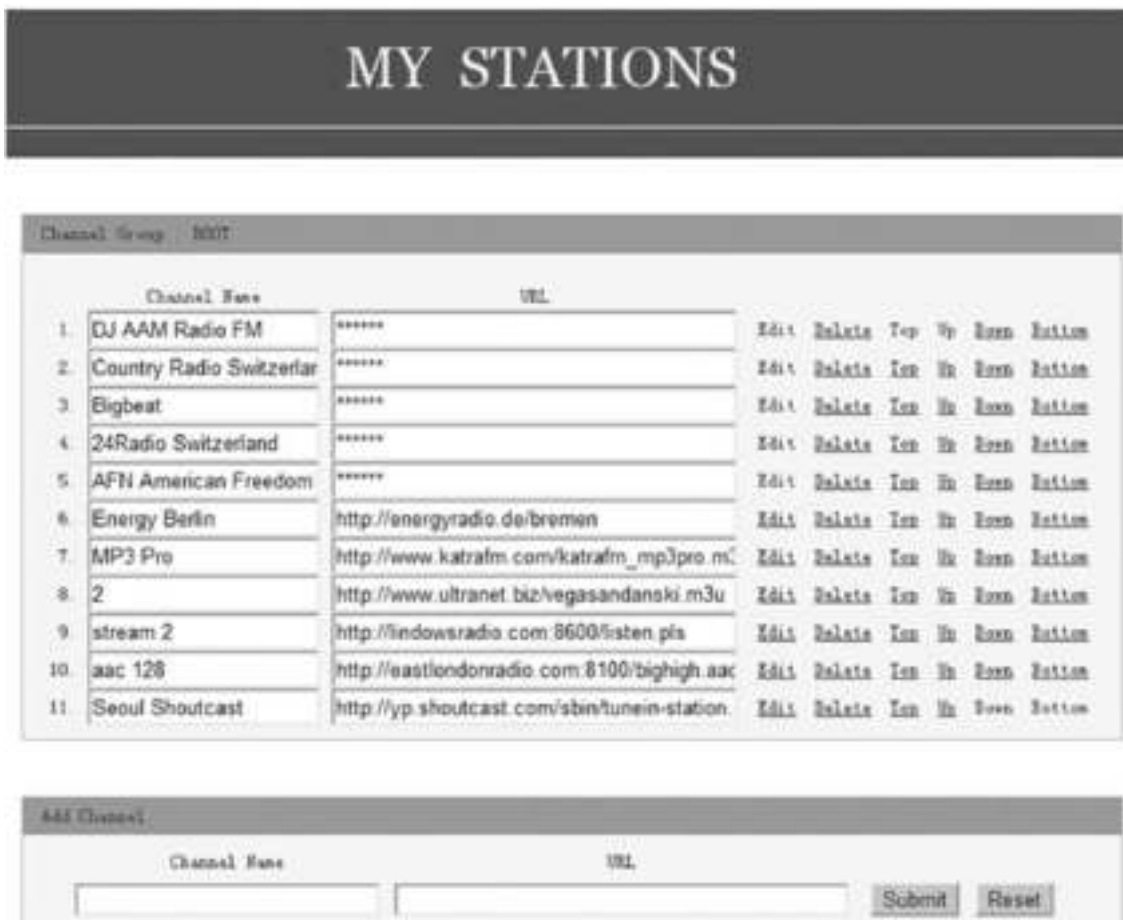 MY STATIONS
Channel Group ROOT
Channel Name URL
1. DJ AAM Radio FM ****** Edit Delete Top Up Down Bottom
2. Country Radio Switzerlar ****** Edit Delete Top Up Down Bottom
3. Bigbeat ****** Edit Delete Top Up Down Bottom
4. 24Radio Switzerland ****** Edit Delete Top Up Down Bottom
5. AFN American Freedom ****** Edit Delete Top Up Down Bottom
6. Energy Berlin http://energyradio.de/bremen Edit Delete Top Up Down Bottom
7. MP3 Pro http://www.katrafm.com/katrafm_mp3pro.m3 Edit Delete Top Up Down Bottom
8. 2 http://www.ultranet.biz/vegasandanski.m3u Edit Delete Top Up Down Bottom
9. stream 2 http://lindowsradio.com:8600/listen.pls Edit Delete Top Up Down Bottom
10. aac 128 http://eastlondonradio.com:8100/bighigh.aac Edit Delete Top Up Down Bottom
11. Seoul Shoutcast http://yp.shoutcast.com/sbin/tunein-station. Edit Delete Top Up Down Bottom
Add Channel
Channel Name URL
Submit Reset